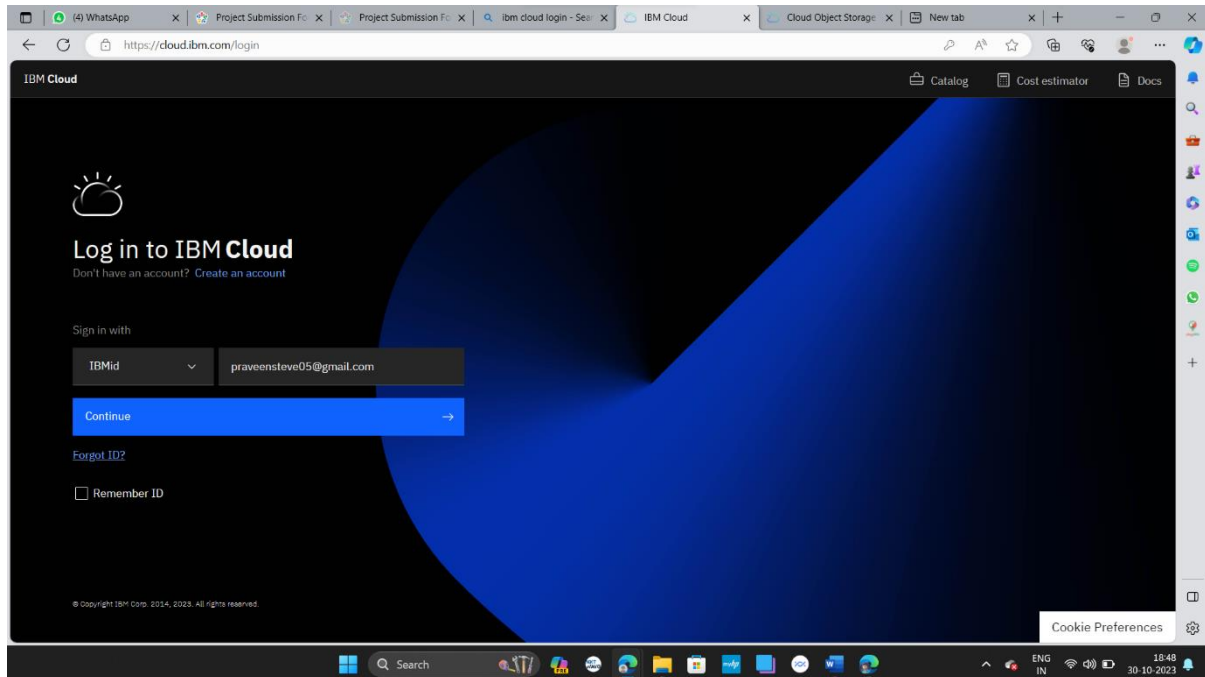 (4) WhatsApp
Project Submission Fo
Project Submission Fo
ibm cloud login - Sear
IBM Cloud
Cloud Object Storage
New tab
https://cloud.ibm.com/login
IBM Cloud
Catalog
Cost estimator
Docs
Log in to IBM Cloud
Don't have an account? Create an account
Sign in with
IBMid
praveensteve05@gmail.com
Continue
Forgot ID?
Remember ID
© Copyright IBM Corp. 2014, 2023. All rights reserved.
Cookie Preferences
Search
ENG
IN
18:48
30-10-2023